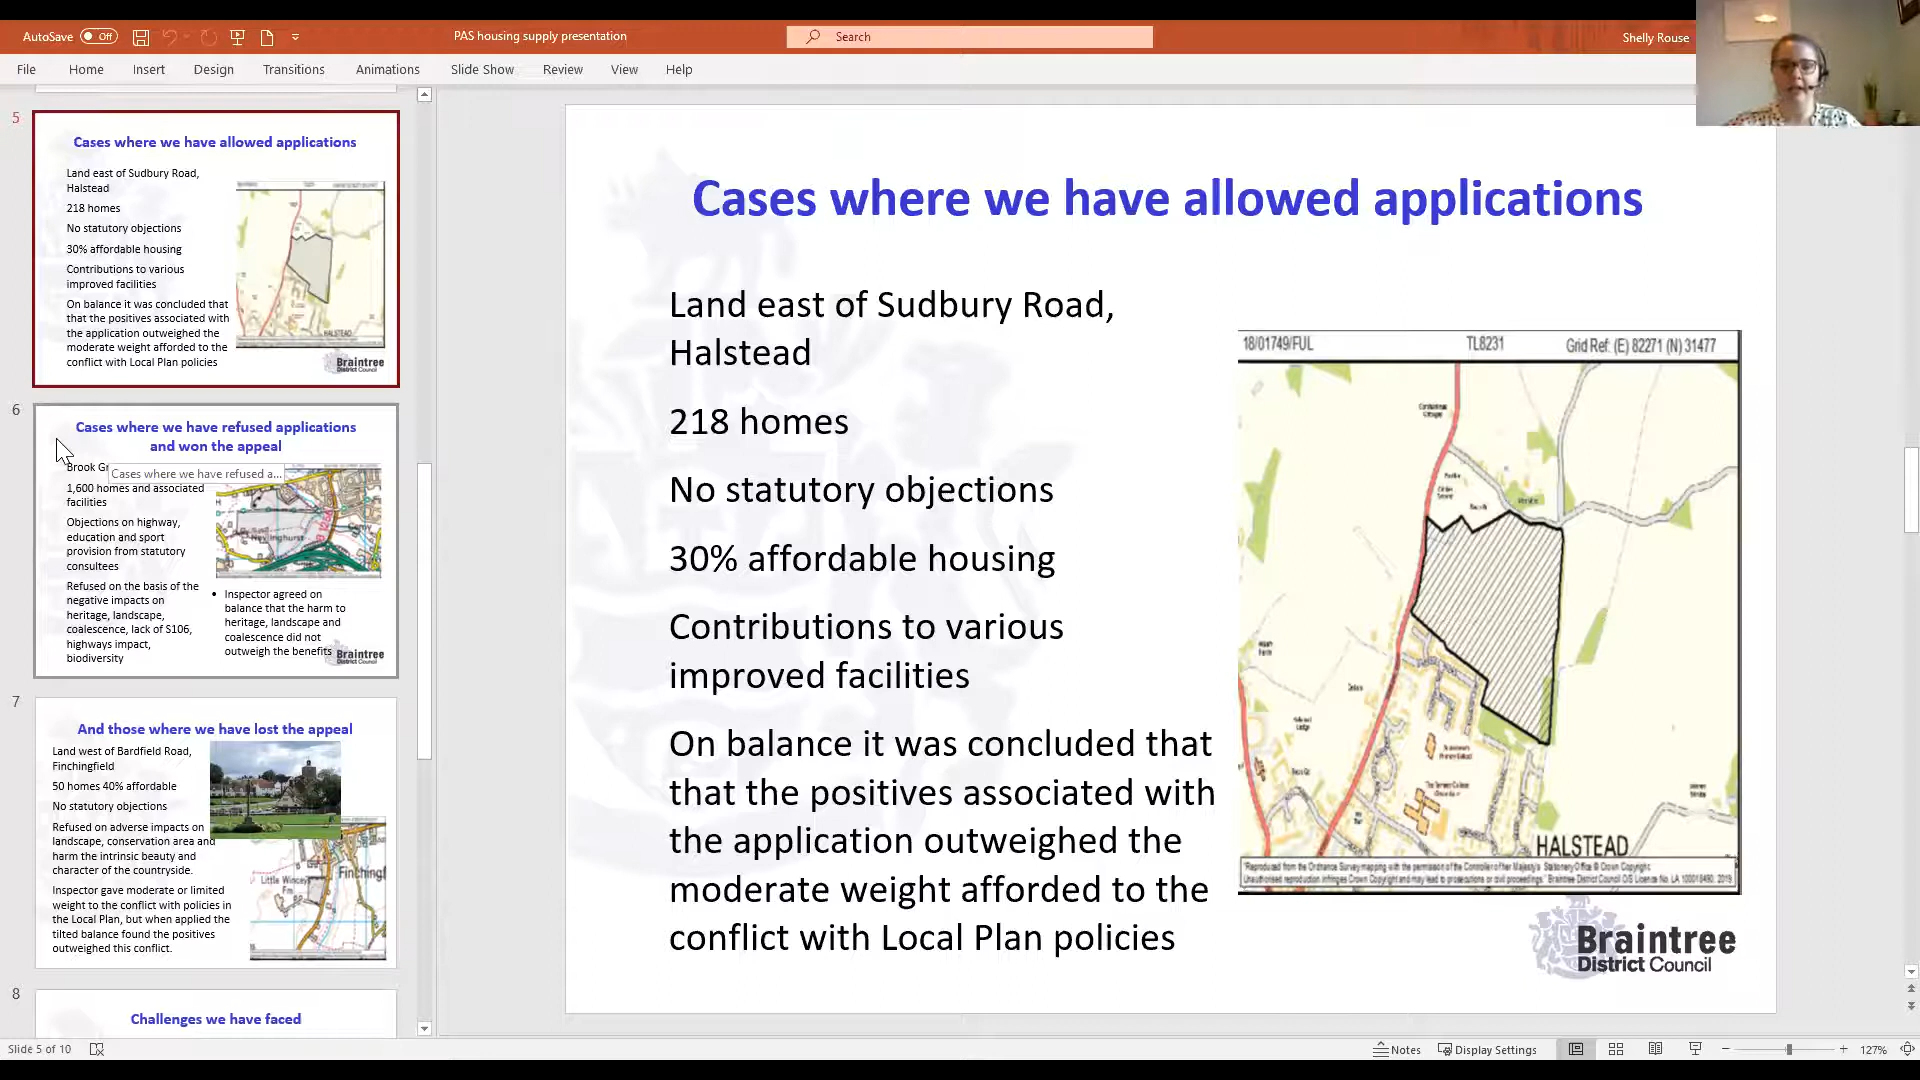 AutoSave Off
PAS housing supply presentation
Search
Shelly Rouse
File Home Insert Design Transitions Animations Slide Show Review View Help
5
Cases where we have allowed applications
Land east of Sudbury Road,
Halstead
218 homes
No statutory objections
30% affordable housing
Contributions to various
improved facilities
On balance it was concluded that
that the positives associated with
the application outweighed the
moderate weight afforded to the
conflict with Local Plan policies
HALSTEAD
Braintree
District Council
6
Cases where we have refused applications
and won the appeal
Brook Gr
Cases where we have refused a...
1,600 homes and associated
facilities
Objections on highway,
education and sport
provision from statutory
consultees
Refused on the basis of the
negative impacts on
heritage, landscape,
coalescence, lack of S106,
highways impact,
biodiversity
• Inspector agreed on
balance that the harm to
heritage, landscape and
coalescence did not
outweigh the benefits
Braintree
District Council
7
And those where we have lost the appeal
Land west of Bardfield Road,
Finchingfield
50 homes 40% affordable
No statutory objections
Refused on adverse impacts on
landscape, conservation area and
harm the intrinsic beauty and
character of the countryside.
Inspector gave moderate or limited
weight to the conflict with policies in
the Local Plan, but when applied the
tilted balance found the positives
outweighed this conflict.
Little Wincey
Fm
Finchingf
8
Challenges we have faced
Cases where we have allowed applications
Land east of Sudbury Road,
Halstead
218 homes
No statutory objections
30% affordable housing
Contributions to various
improved facilities
On balance it was concluded that
that the positives associated with
the application outweighed the
moderate weight afforded to the
conflict with Local Plan policies
18/01749/FUL TL8231 Grid Ref: (E) 82271 (N) 31477
HALSTEAD
Braintree
District Council
Slide 5 of 10
Notes Display Settings 127%